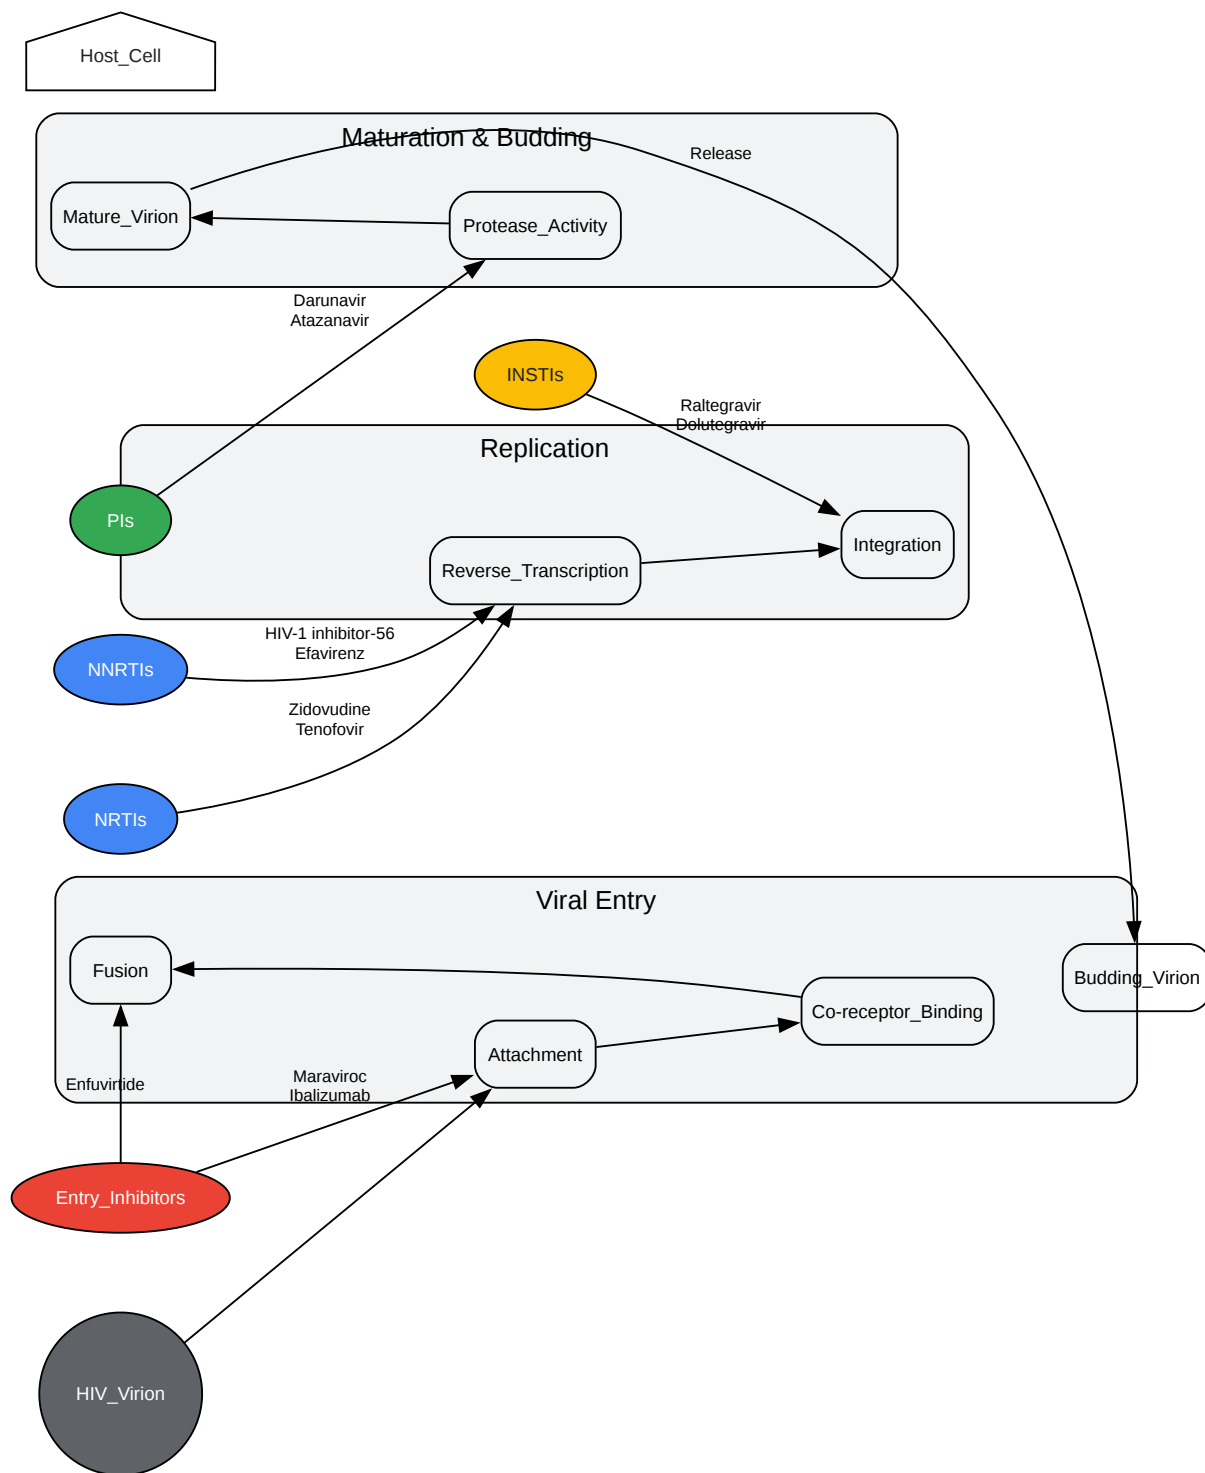 Host_Cell
Maturation & Budding
Release
Mature_Virion
Protease_Activity
Darunavir
Atazanavir
INSTIs
Raltegravir
Dolutegravir
Replication
PIs
Integration
Reverse_Transcription
HIV-1 inhibitor-56
Efavirenz
NNRTIs
Zidovudine
Tenofovir
NRTIs
Viral Entry
Fusion
Budding_Virion
Co-receptor_Binding
Attachment
Enfuvirtide
Maraviroc
Ibalizumab
Entry_Inhibitors
HIV_Virion